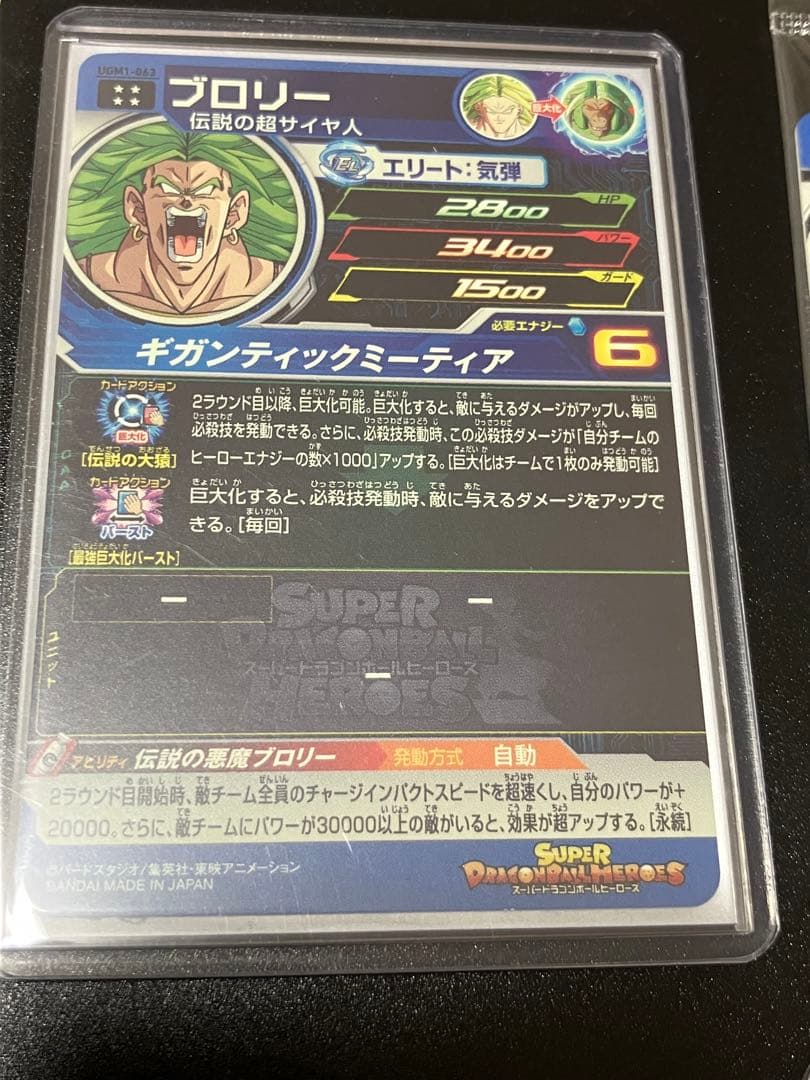 UGM1-063
ブロリー
伝説の超サイヤ人
巨大化
エリート:気弾
HP
2800
パワー
3400
ガード
1500
必要エナジー
6
ギガンティックミーティア
カードアクション
巨大化
[伝説の大猿]
2ラウンド目以降、巨大化可能。巨大化すると、敵に与えるダメージがアップし、毎回
必殺技を発動できる。さらに、必殺技発動時、この必殺技ダメージが「自分チームの
ヒーローエナジーの数×1000」アップする。[巨大化はチームで1枚のみ発動可能]
カードアクション
バースト
[最強巨大化バースト]
巨大化すると、必殺技発動時、敵に与えるダメージをアップで
きる。[毎回]
ユニット
ー
ー
ー
SUPER
DRAGONBALL
スーパードラゴンボールヒーローズ
HEROES
アビリティ 伝説の悪魔ブロリー 発動方式 自動
2ラウンド目開始時、敵チーム全員のチャージインパクトスピードを超速くし、自分のパワーが+
20000。さらに、敵チームにパワーが30000以上の敵がいると、効果が超アップする。[永続]
©バードスタジオ/集英社・東映アニメーション
BANDAI MADE IN JAPAN
SUPER
DRAGONBALL HEROES
スーパードラゴンボールヒーローズ